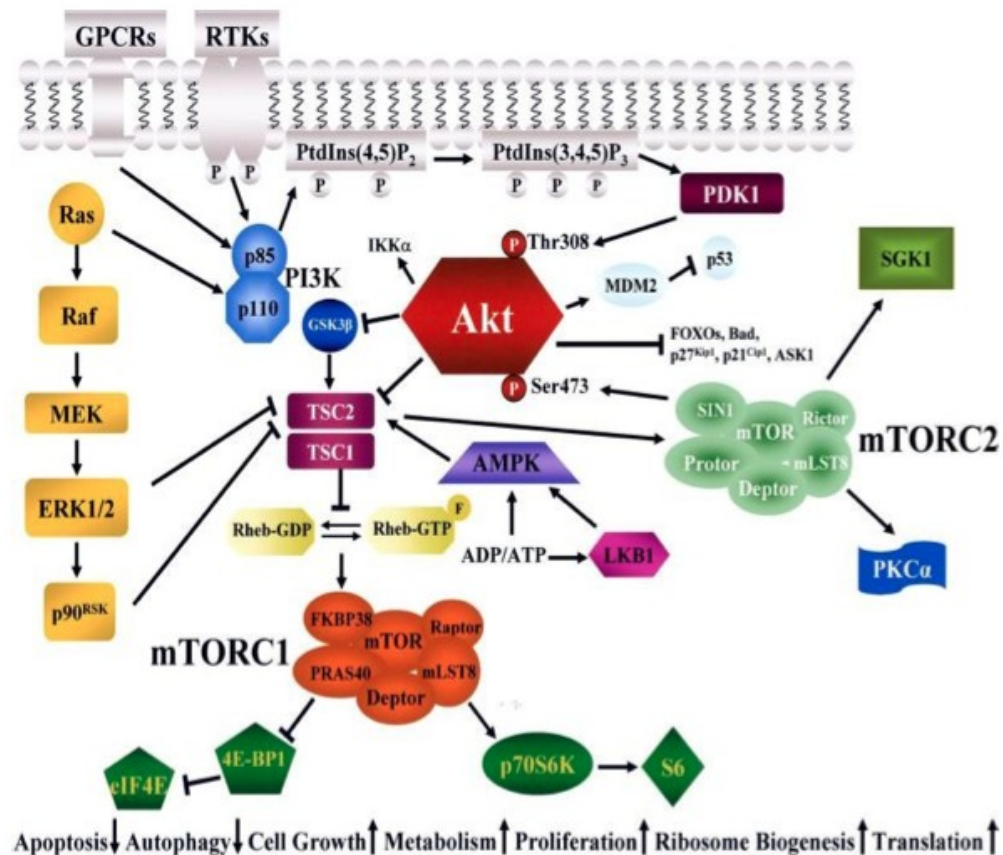 GPCRs
RTKs
PtdIns(4,5)P2
PtdIns(3,4,5)P3
P P
P P
P P P
PDK1
Ras
p85
PI3K
p110
IKKα
P Thr308
MDM2
p53
SGK1
Raf
GSK3β
Akt
FOXOs, Bad,
p27Kip1, p21Cip1, ASK1
P Ser473
MEK
TSC2
TSC1
AMPK
SIN1
mTOR
Rictor
mTORC2
Protor
mLST8
Deptor
ERK1/2
Rheb-GDP
Rheb-GTP
F
ADP/ATP
LKB1
PKCα
p90RSK
mTORC1
FKBP38
mTOR
Raptor
PRAS40
mLST8
Deptor
eIF4E
4E-BP1
p70S6K
S6
Apoptosis↓ Autophagy↓ Cell Growth↑ Metabolism↑ Proliferation↑ Ribosome Biogenesis↑ Translation↑